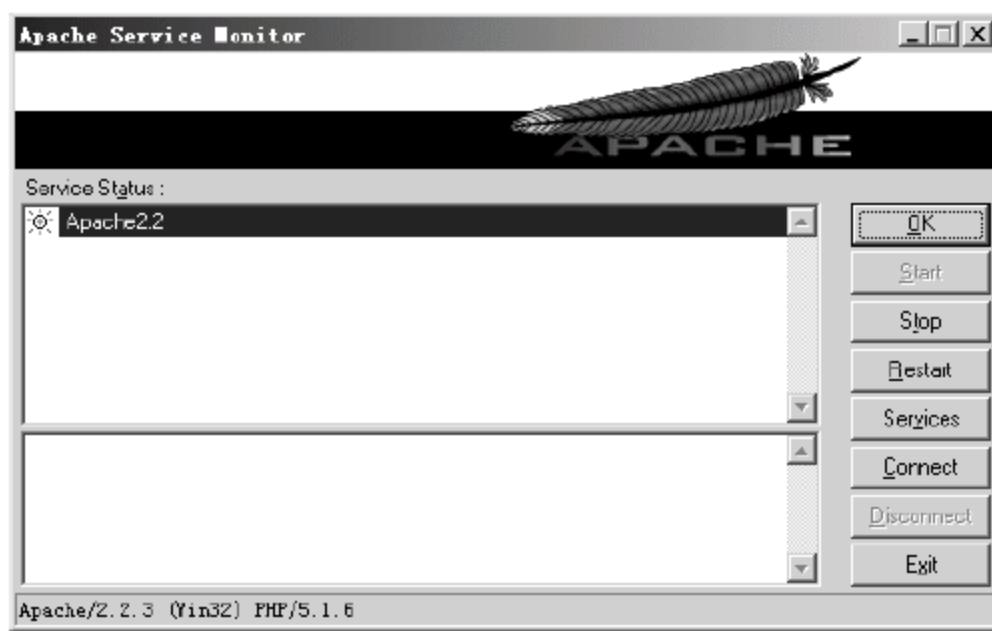 Apache Service Monitor
APACHE
Service Status :
Apache2.2
OK
Start
Stop
Restart
Services
Connect
Disconnect
Exit
Apache/2.2.3 (Win32) PHP/5.1.6